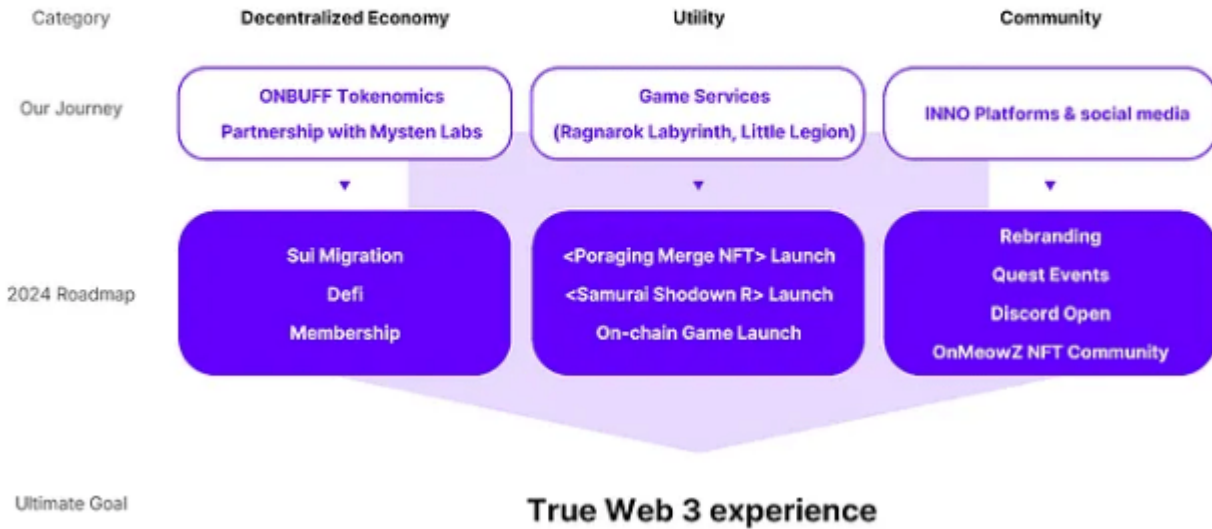 Category
Decentralized Economy
Utility
Community
Our Journey
ONBUFF Tokenomics
Partnership with Mysten Labs
Game Services
(Ragnarok Labyrinth, Little Legion)
INNO Platforms & social media
2024 Roadmap
Sui Migration
Defi
Membership
<Poraging Merge NFT> Launch
<Samurai Shodown R> Launch
On-chain Game Launch
Rebranding
Quest Events
Discord Open
OnMeowZ NFT Community
Ultimate Goal
True Web 3 experience